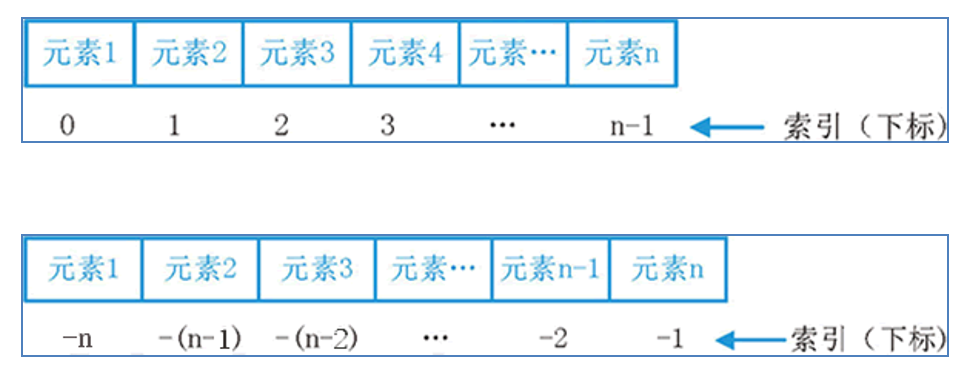 元素1 元素2 元素3 元素4 元素… 元素n
0 1 2 3 … n-1 索引（下标)
元素1 元素2 元素3 元素… 元素n-1 元素n
-n -(n-1) -(n-2) … -2 -1 索引（下标)